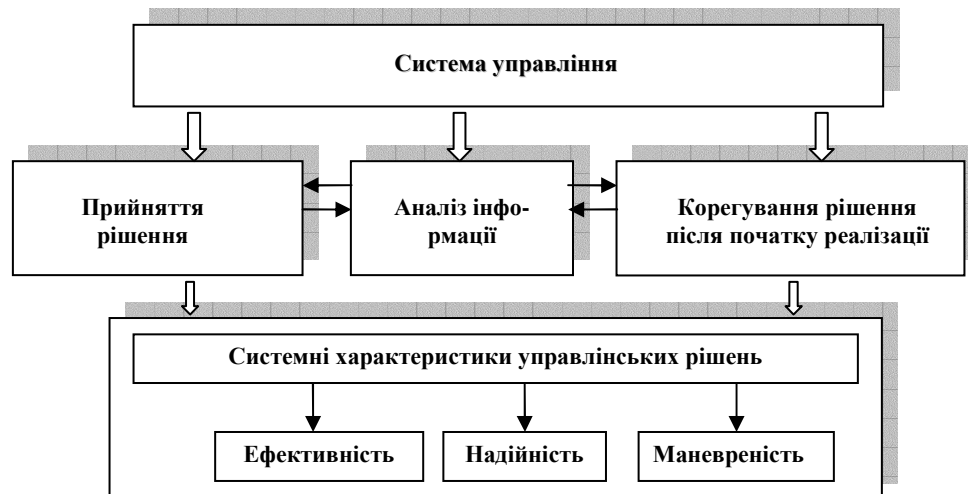 Система управління
Прийняття
рішення
Аналіз інфо-
рмації
Корегування рішення
після початку реалізації
Системні характеристики управлінських рішень
Ефективність
Надійність
Маневреність